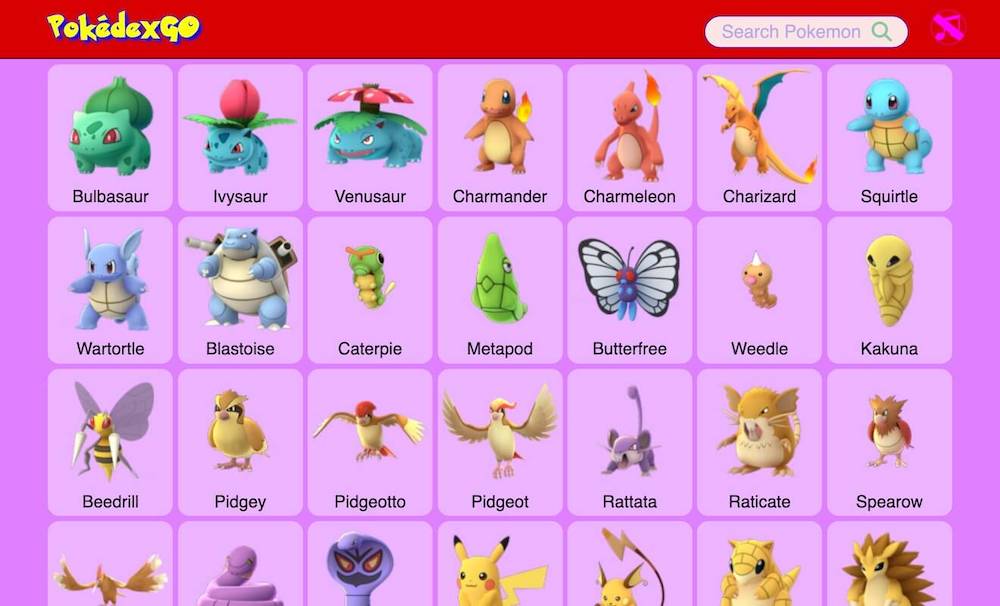 PokédexGO
Search Pokemon
Bulbasaur
Ivysaur
Venusaur
Charmander
Charmeleon
Charizard
Squirtle
Wartortle
Blastoise
Caterpie
Metapod
Butterfree
Weedle
Kakuna
Beedrill
Pidgey
Pidgeotto
Pidgeot
Rattata
Raticate
Spearow